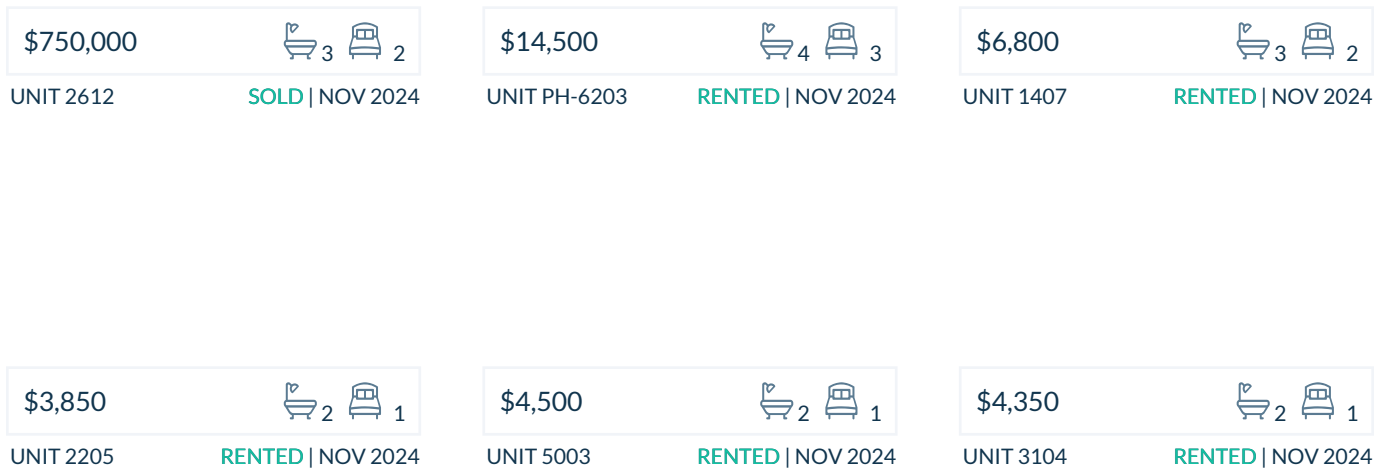 $750,000 3 2
UNIT 2612 SOLD | NOV 2024
$14,500 4 3
UNIT PH-6203 RENTED | NOV 2024
$6,800 3 2
UNIT 1407 RENTED | NOV 2024
$3,850 2 1
UNIT 2205 RENTED | NOV 2024
$4,500 2 1
UNIT 5003 RENTED | NOV 2024
$4,350 2 1
UNIT 3104 RENTED | NOV 2024